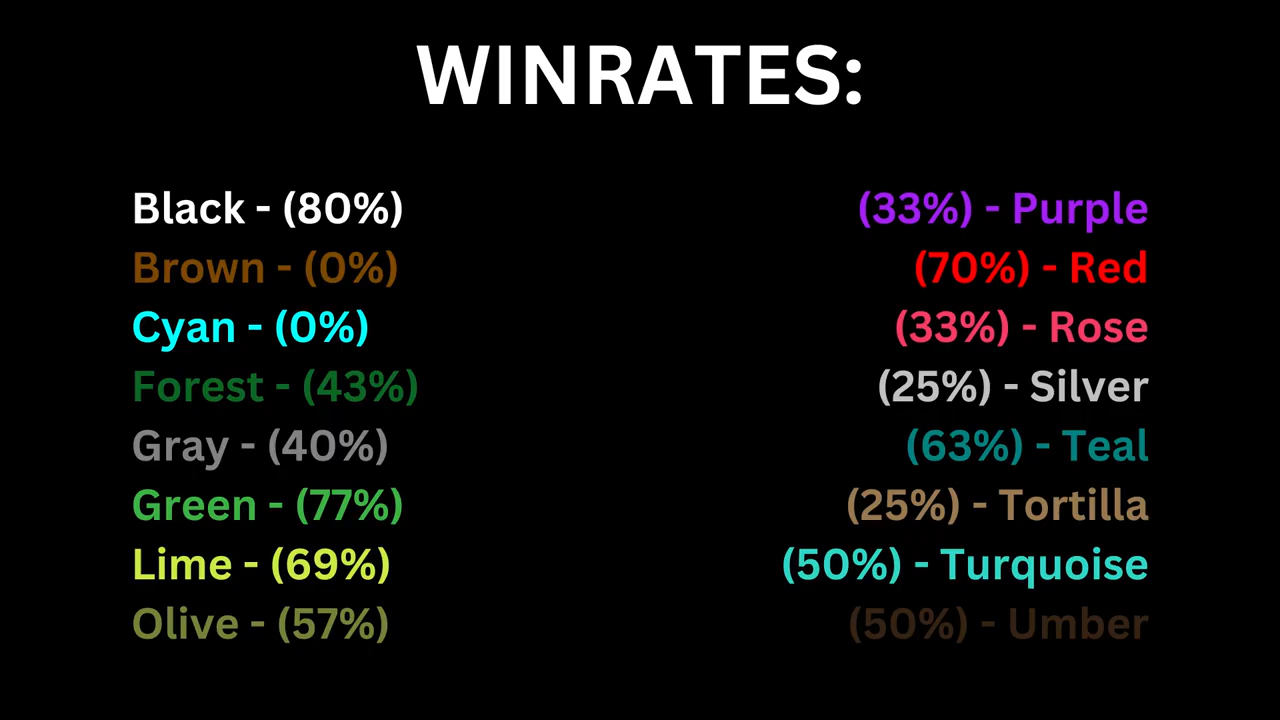 WINRATES:
Black - (80%)
Brown - (0%)
Cyan - (0%)
Forest - (43%)
Gray - (40%)
Green - (77%)
Lime - (69%)
Olive - (57%)
(33%) - Purple
(70%) - Red
(33%) - Rose
(25%) - Silver
(63%) - Teal
(25%) - Tortilla
(50%) - Turquoise
(50%) - Umber